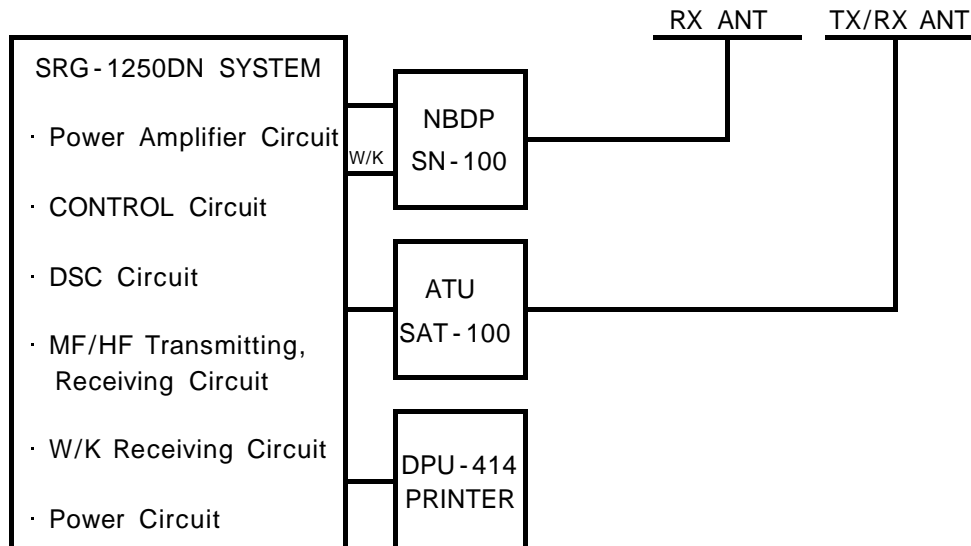 RX ANT
TX/RX ANT
SRG-1250DN SYSTEM
· Power Amplifier Circuit
· CONTROL Circuit
· DSC Circuit
· MF/HF Transmitting,
Receiving Circuit
· W/K Receiving Circuit
· Power Circuit
W/K
NBDP
SN-100
ATU
SAT-100
DPU-414
PRINTER